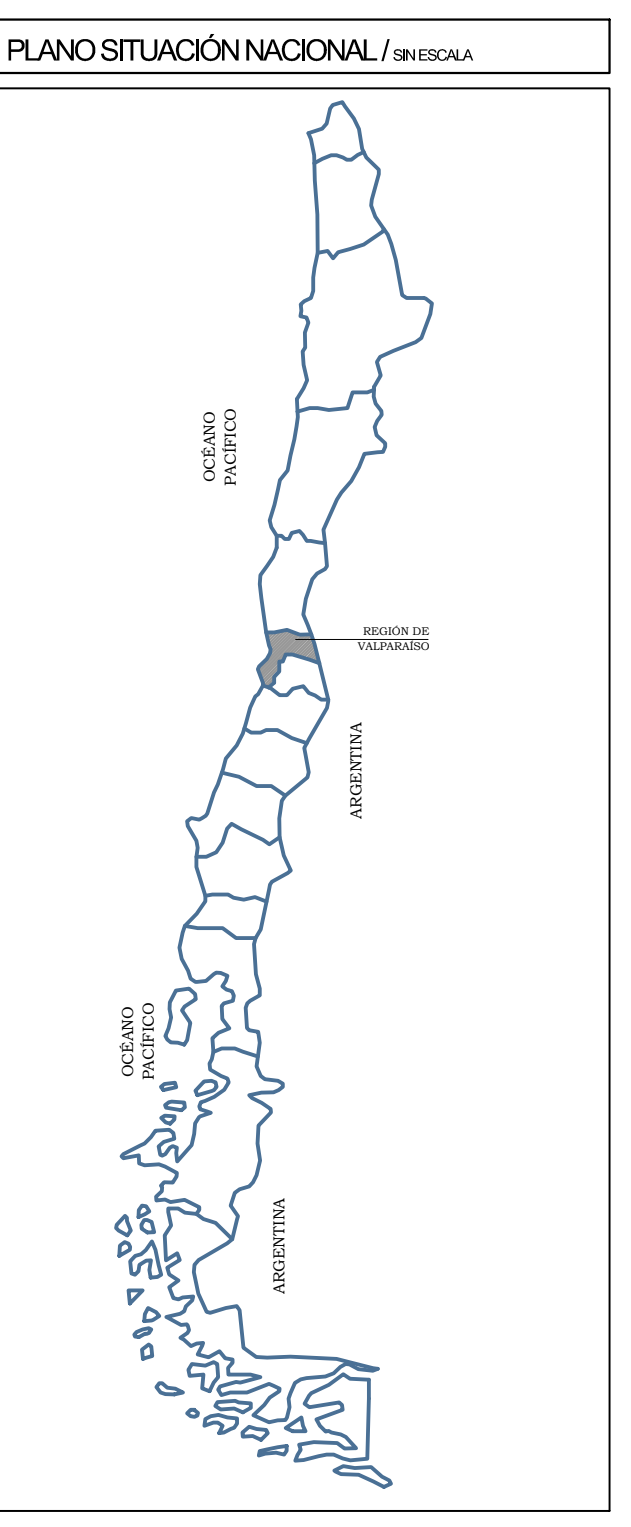 PLANO SITUACIÓN NACIONAL / SIN ESCALA
OCÉANO
PACÍFICO
REGIÓN DE
VALPARAÍSO
ARGENTINA
OCÉANO
PACÍFICO
ARGENTINA